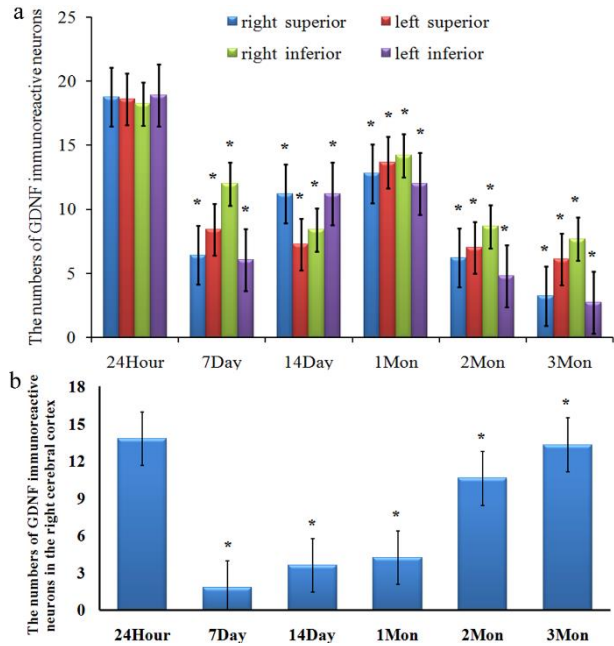 a
The numbers of GDNF immunoreactive neurons
25
20
15
10
5
0
right superior
left superior
right inferior
left inferior
* * * *
* * * *
* * * *
* * * *
* * * *
24Hour 7Day 14Day 1Mon 2Mon 3Mon
b
The numbers of GDNF immunoreactive
neurons in the right cerebral cortex
18
15
12
9
6
3
0
* * * * *
24Hour 7Day 14Day 1Mon 2Mon 3Mon